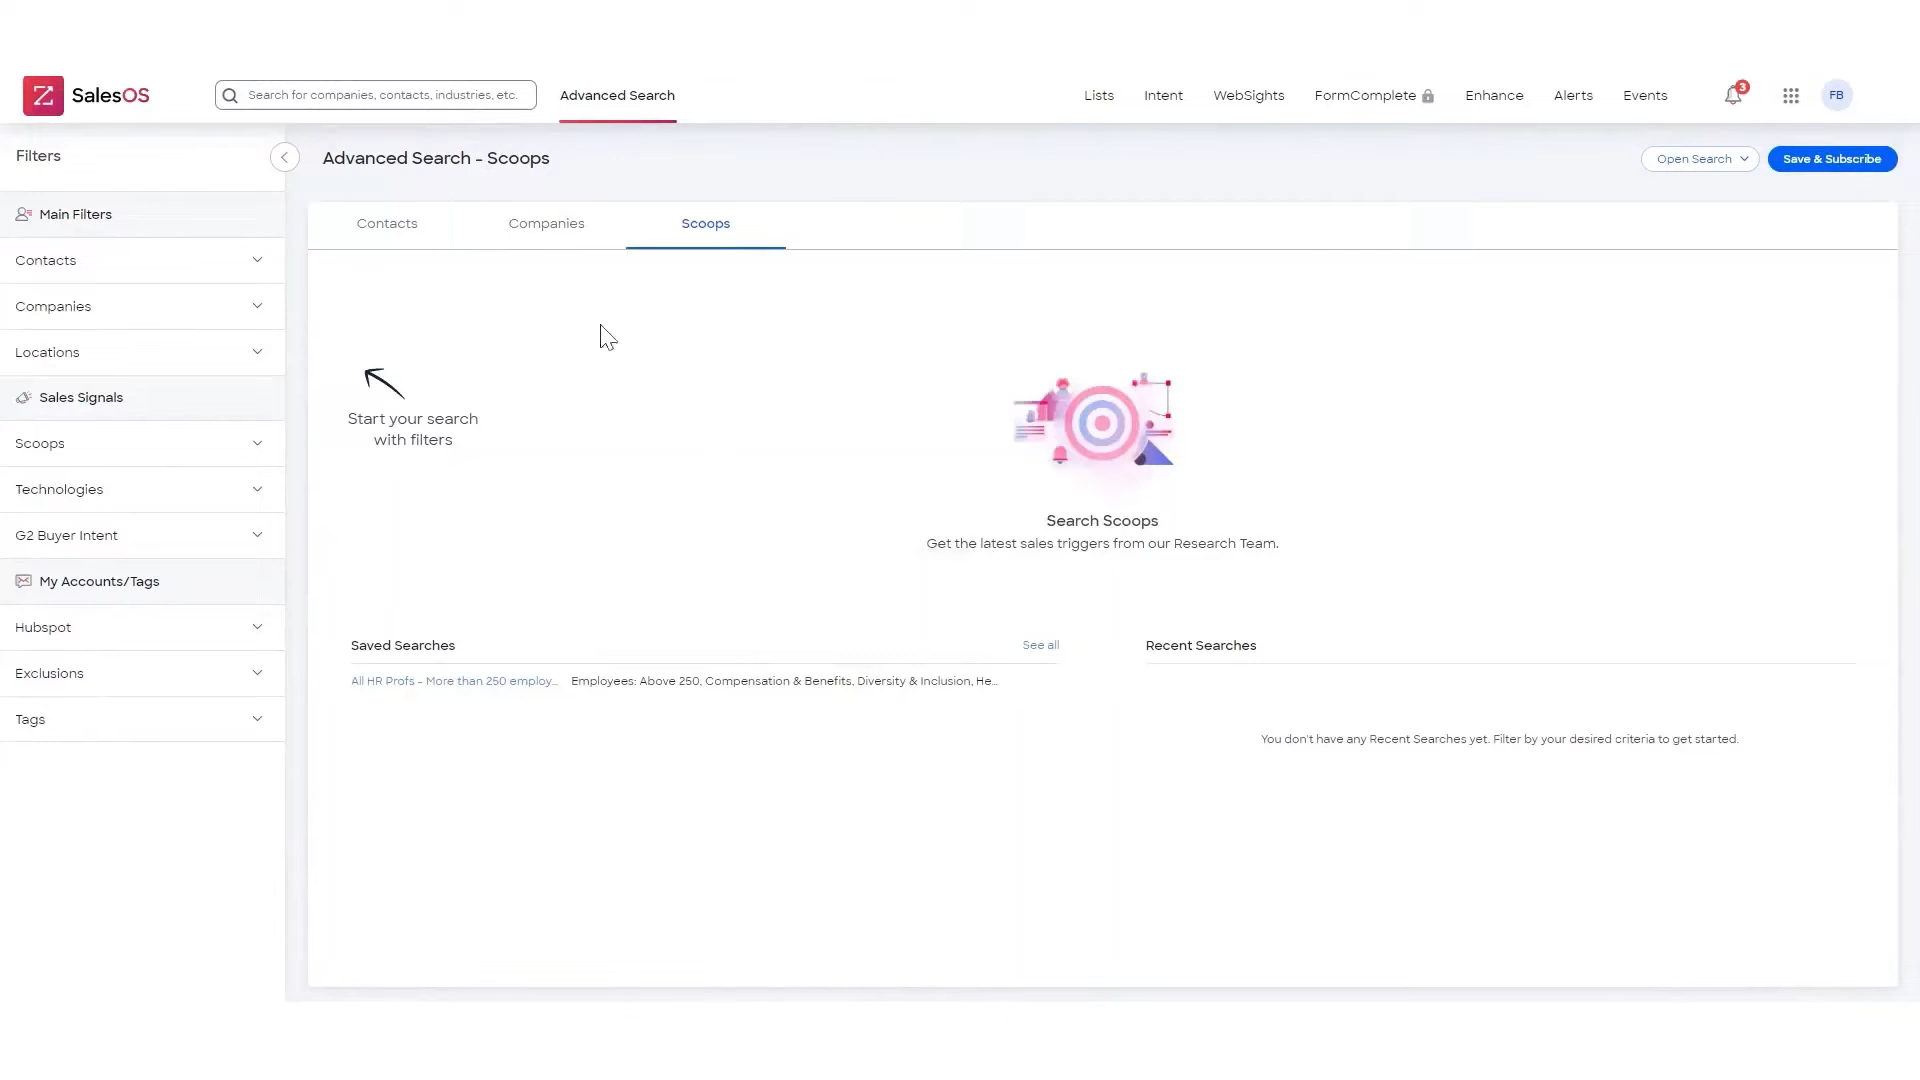 SalesOS
Search for companies, contacts, industries, etc.
Advanced Search
Lists
Intent
WebSights
FormComplete
Enhance
Alerts
Events
3
FB
Filters
Advanced Search - Scoops
Open Search
Save & Subscribe
Main Filters
Contacts
Companies
Locations
Sales Signals
Scoops
Technologies
G2 Buyer Intent
My Accounts/Tags
Hubspot
Exclusions
Tags
Contacts
Companies
Scoops
Start your search
with filters
Search Scoops
Get the latest sales triggers from our Research Team.
Saved Searches
See all
All HR Profs - More than 250 employ...
Employees: Above 250, Compensation & Benefits, Diversity & Inclusion, He...
Recent Searches
You don't have any Recent Searches yet. Filter by your desired criteria to get started.